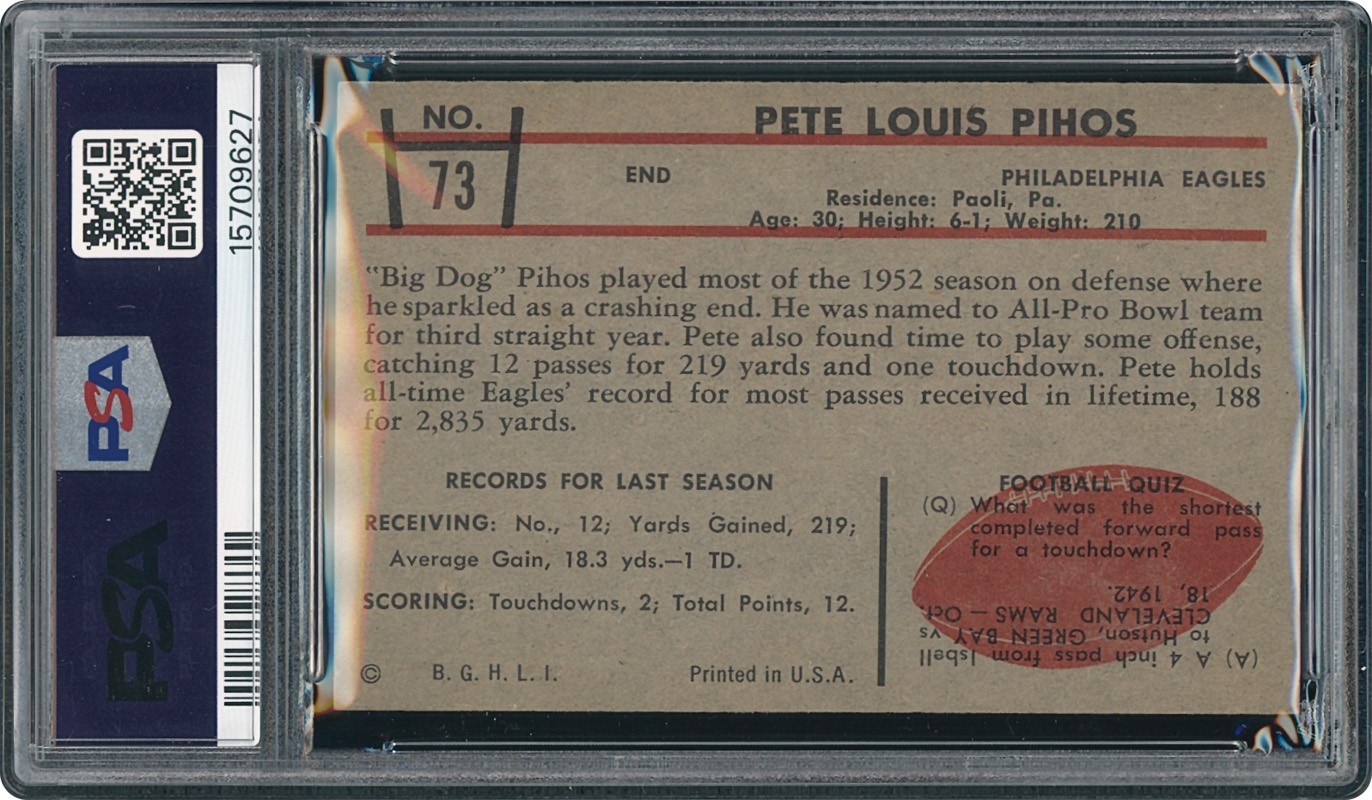 PSA
15709627
PSA
NO.
73
PETE LOUIS PIHOS
END
PHILADELPHIA EAGLES
Residence: Paoli, Pa.
Age: 30; Height: 6-1; Weight: 210
"Big Dog" Pihos played most of the 1952 season on defense where
he sparkled as a crashing end. He was named to All-Pro Bowl team
for third straight year. Pete also found time to play some offense,
catching 12 passes for 219 yards and one touchdown. Pete holds
all-time Eagles' record for most passes received in lifetime, 188
for 2,835 yards.
RECORDS FOR LAST SEASON
RECEIVING: No., 12; Yards Gained, 219;
Average Gain, 18.3 yds.—1 TD.
SCORING: Touchdowns, 2; Total Points, 12.
© B. G. H. L. I.
Printed in U.S.A.
FOOTBALL QUIZ
(Q) What was the shortest
completed forward pass
for a touchdown?
(A) A 4 inch pass from Isbell
to Hutson, GREEN BAY vs
CLEVELAND RAMS — Oct.
18, 1942.